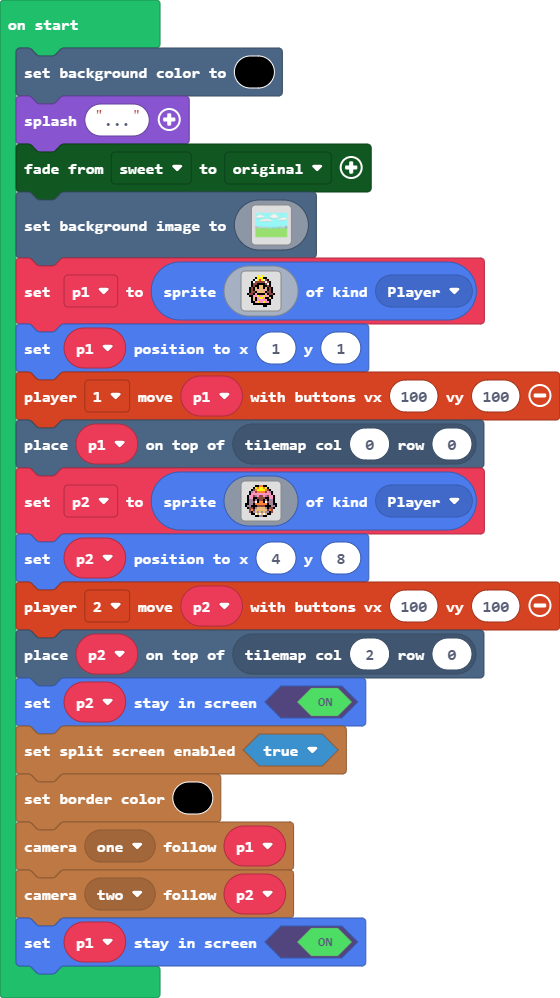 on start
set background color to
splash "..."
fade from sweet to original
set background image to
set p1 to sprite of kind Player
set p1 position to x 1 y 1
player 1 move p1 with buttons vx 100 vy 100
place p1 on top of tilemap col 0 row 0
set p2 to sprite of kind Player
set p2 position to x 4 y 8
player 2 move p2 with buttons vx 100 vy 100
place p2 on top of tilemap col 2 row 0
set p2 stay in screen ON
set split screen enabled true
set border color
camera one follow p1
camera two follow p2
set p1 stay in screen ON